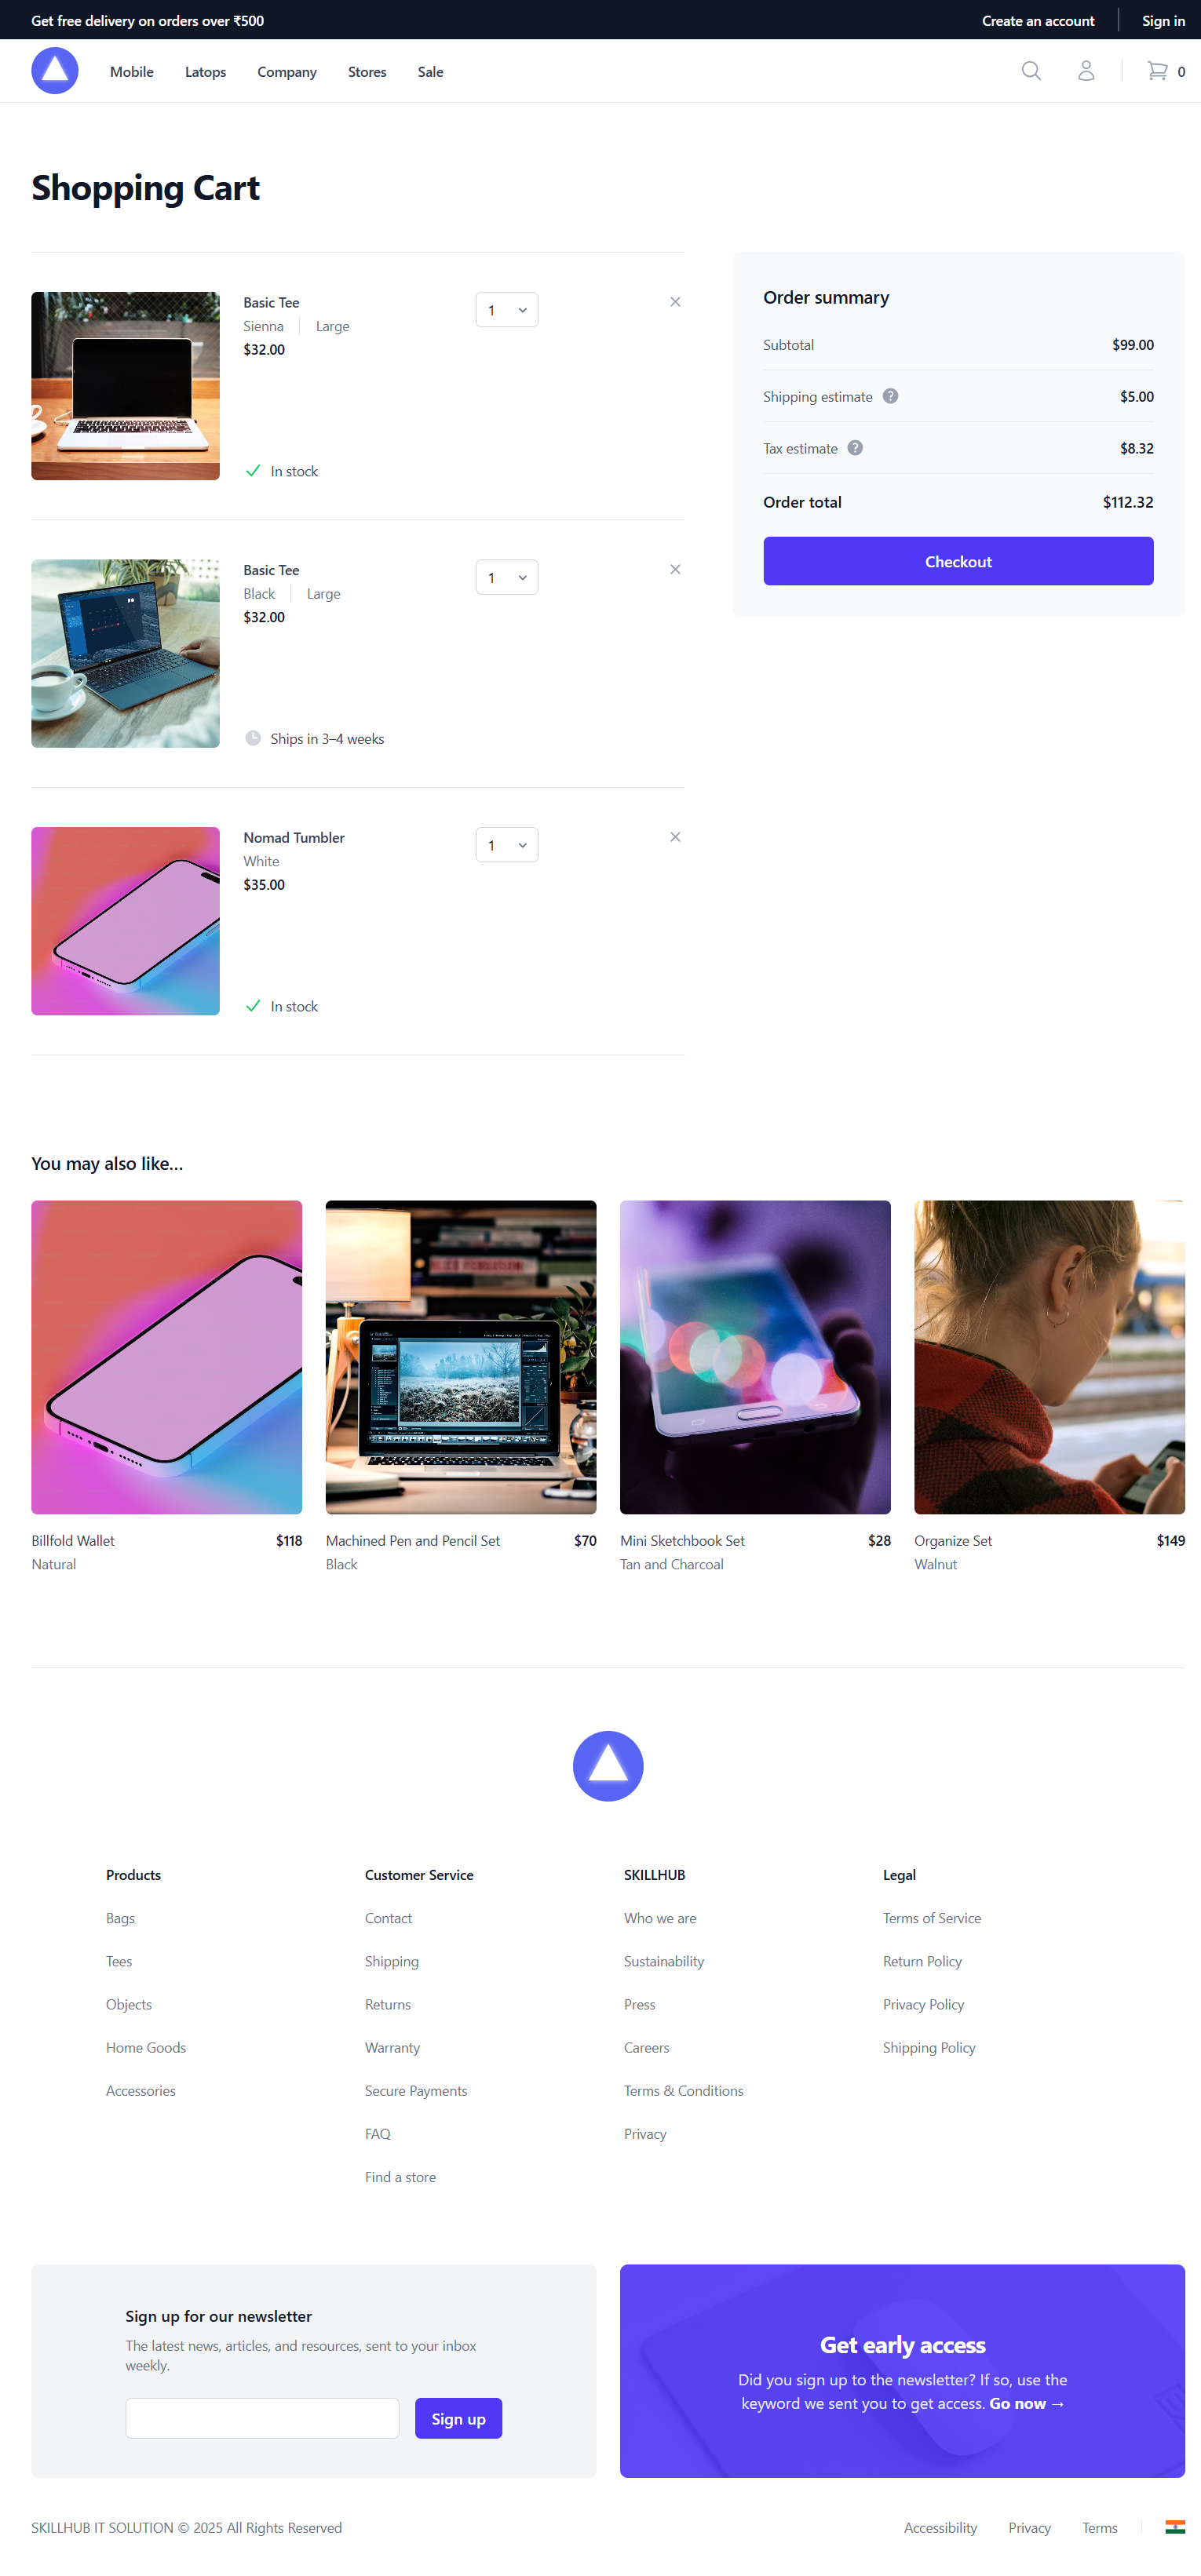 Get free delivery on orders over ₹500
Create an account
Sign in
Mobile
Latops
Company
Stores
Sale
0
Shopping Cart
Basic Tee
Sienna
Large
$32.00
1
In stock
Basic Tee
Black
Large
$32.00
1
Ships in 3–4 weeks
Nomad Tumbler
White
$35.00
1
In stock
Order summary
Subtotal
$99.00
Shipping estimate
$5.00
Tax estimate
$8.32
Order total
$112.32
Checkout
You may also like…
Billfold Wallet
$118
Natural
Machined Pen and Pencil Set
$70
Black
Mini Sketchbook Set
$28
Tan and Charcoal
Organize Set
$149
Walnut
Products
Bags
Tees
Objects
Home Goods
Accessories
Customer Service
Contact
Shipping
Returns
Warranty
Secure Payments
FAQ
Find a store
SKILLHUB
Who we are
Sustainability
Press
Careers
Terms & Conditions
Privacy
Legal
Terms of Service
Return Policy
Privacy Policy
Shipping Policy
Sign up for our newsletter
The latest news, articles, and resources, sent to your inbox
weekly.
Sign up
Get early access
Did you sign up to the newsletter? If so, use the
keyword we sent you to get access. Go now →
SKILLHUB IT SOLUTION © 2025 All Rights Reserved
Accessibility
Privacy
Terms